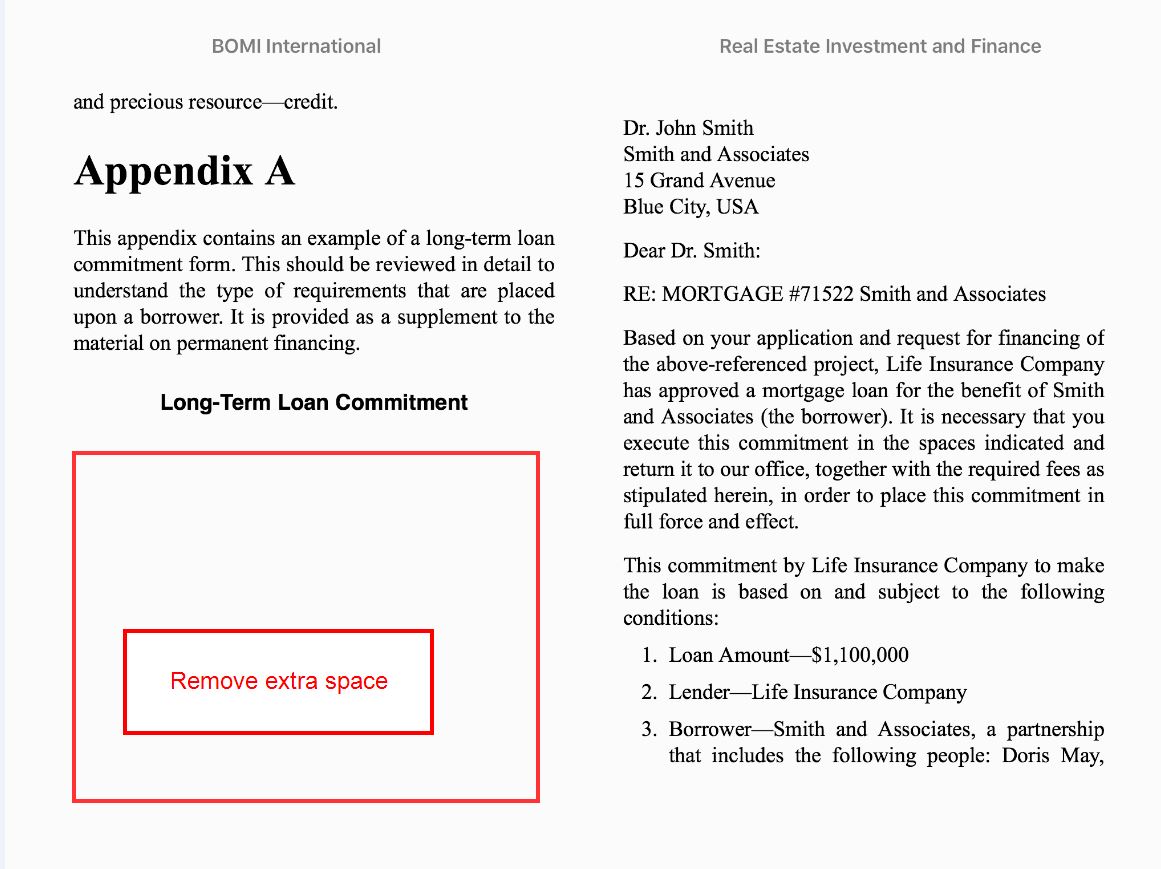 BOMI International
and precious resource—credit.
Appendix A
This appendix contains an example of a long-term loan
commitment form. This should be reviewed in detail to
understand the type of requirements that are placed
upon a borrower. It is provided as a supplement to the
material on permanent financing.
Long-Term Loan Commitment
Remove extra space
Real Estate Investment and Finance
Dr. John Smith
Smith and Associates
15 Grand Avenue
Blue City, USA
Dear Dr. Smith:
RE: MORTGAGE #71522 Smith and Associates
Based on your application and request for financing of
the above-referenced project, Life Insurance Company
has approved a mortgage loan for the benefit of Smith
and Associates (the borrower). It is necessary that you
execute this commitment in the spaces indicated and
return it to our office, together with the required fees as
stipulated herein, in order to place this commitment in
full force and effect.
This commitment by Life Insurance Company to make
the loan is based on and subject to the following
conditions:
1. Loan Amount—$1,100,000
2. Lender—Life Insurance Company
3. Borrower—Smith and Associates, a partnership
that includes the following people: Doris May,